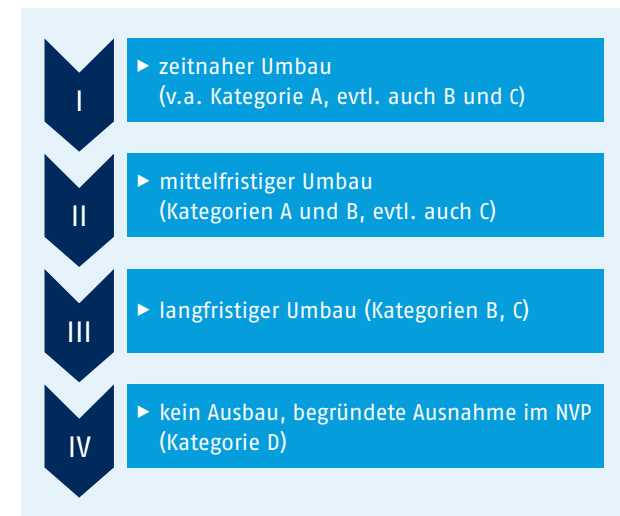 I
▶ zeitnaher Umbau
(v.a. Kategorie A, evtl. auch B und C)
II
▶ mittelfristiger Umbau
(Kategorien A und B, evtl. auch C)
III
▶ langfristiger Umbau (Kategorien B, C)
IV
▶ kein Ausbau, begründete Ausnahme im NVP
(Kategorie D)